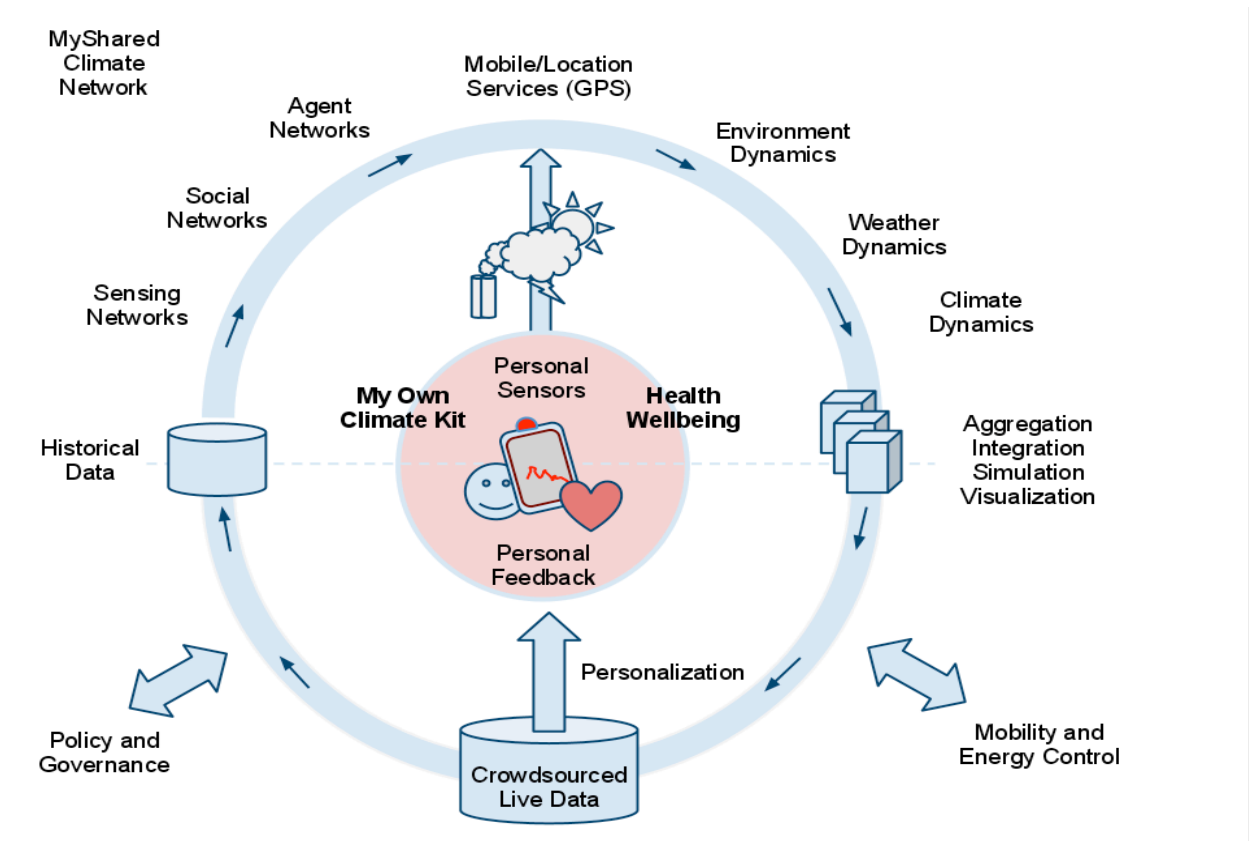 MyShared
Climate
Network
Mobile/Location
Services (GPS)
Agent
Networks
Environment
Dynamics
Social
Networks
Weather
Dynamics
Sensing
Networks
Climate
Dynamics
Personal
Sensors
My Own
Climate Kit
Health
Wellbeing
Historical
Data
Aggregation
Integration
Simulation
Visualization
Personal
Feedback
Personalization
Policy and
Governance
Mobility and
Energy Control
Crowdsourced
Live Data